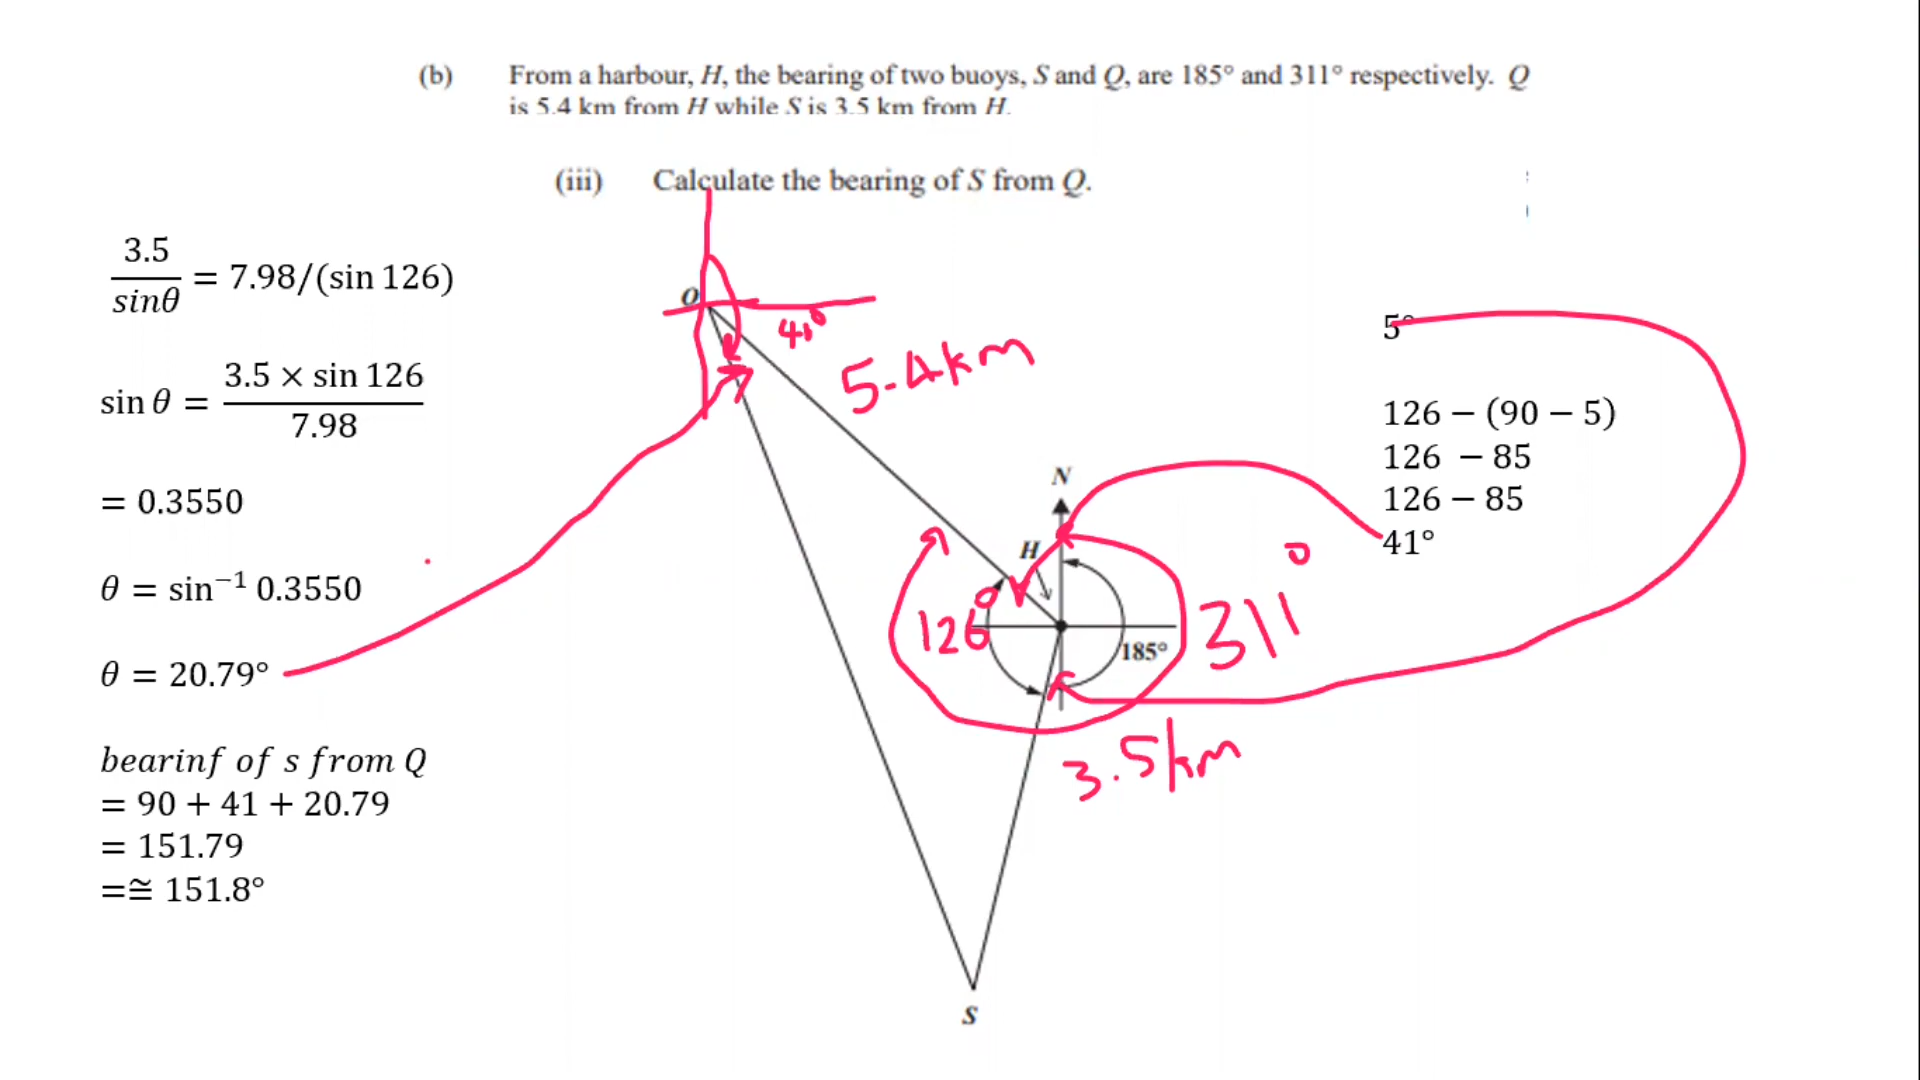 (b) From a harbour, H, the bearing of two buoys, S and Q, are 185° and 311° respectively. Q
is 5.4 km from H while S is 3.5 km from H.
(iii) Calculate the bearing of S from Q.
3.5/sinθ = 7.98/(sin 126)
sin θ = (3.5 × sin 126)/7.98
= 0.3550
θ = sin⁻¹ 0.3550
θ = 20.79°
bearinf of s from Q
= 90 + 41 + 20.79
= 151.79
=≅ 151.8°
Q
41°
5.4km
N
H
126°
185°
311°
3.5km
S
5°
126 − (90 − 5)
126 − 85
126 − 85
41°